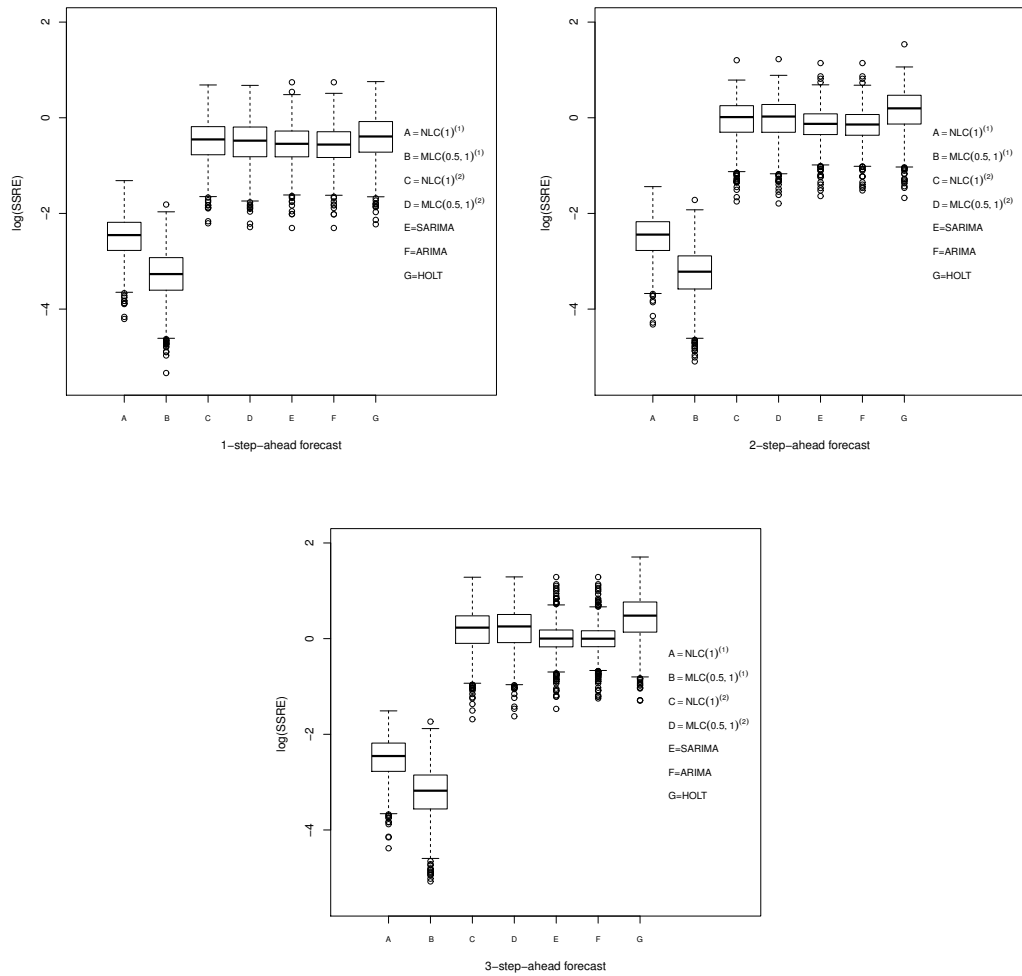 2
0
−2
−4
log(SSRE)
A = NLC(1)⁽¹⁾
B = MLC(0.5, 1)⁽¹⁾
C = NLC(1)⁽²⁾
D = MLC(0.5, 1)⁽²⁾
E=SARIMA
F=ARIMA
G=HOLT
A B C D E F G
1−step−ahead forecast
2
0
−2
−4
log(SSRE)
A = NLC(1)⁽¹⁾
B = MLC(0.5, 1)⁽¹⁾
C = NLC(1)⁽²⁾
D = MLC(0.5, 1)⁽²⁾
E=SARIMA
F=ARIMA
G=HOLT
A B C D E F G
2−step−ahead forecast
2
0
−2
−4
log(SSRE)
A = NLC(1)⁽¹⁾
B = MLC(0.5, 1)⁽¹⁾
C = NLC(1)⁽²⁾
D = MLC(0.5, 1)⁽²⁾
E=SARIMA
F=ARIMA
G=HOLT
A B C D E F G
3−step−ahead forecast